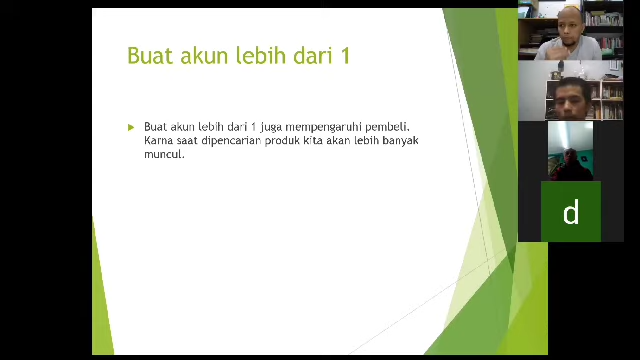 Buat akun lebih dari 1
Buat akun lebih dari 1 juga mempengaruhi pembeli.
Karna saat dipencarian produk kita akan lebih banyak
muncul.
d